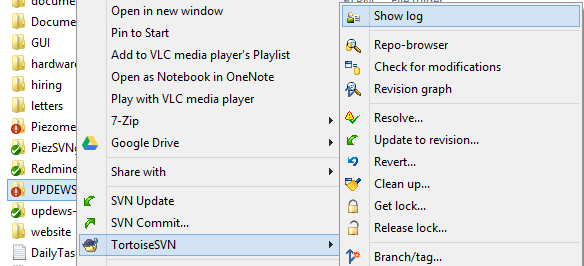 documen
GUI
hardware
hiring
letters
Piezome
PiezSVN
Redmine
UPDEWS
updews-
website
DailyTas
Open in new window
Pin to Start
Add to VLC media player's Playlist
Open as Notebook in OneNote
Play with VLC media player
7-Zip
Google Drive
Share with
SVN Update
SVN Commit...
TortoiseSVN
Show log
Repo-browser
Check for modifications
Revision graph
Resolve...
Update to revision...
Revert...
Clean up...
Get lock...
Release lock...
Branch/tag...